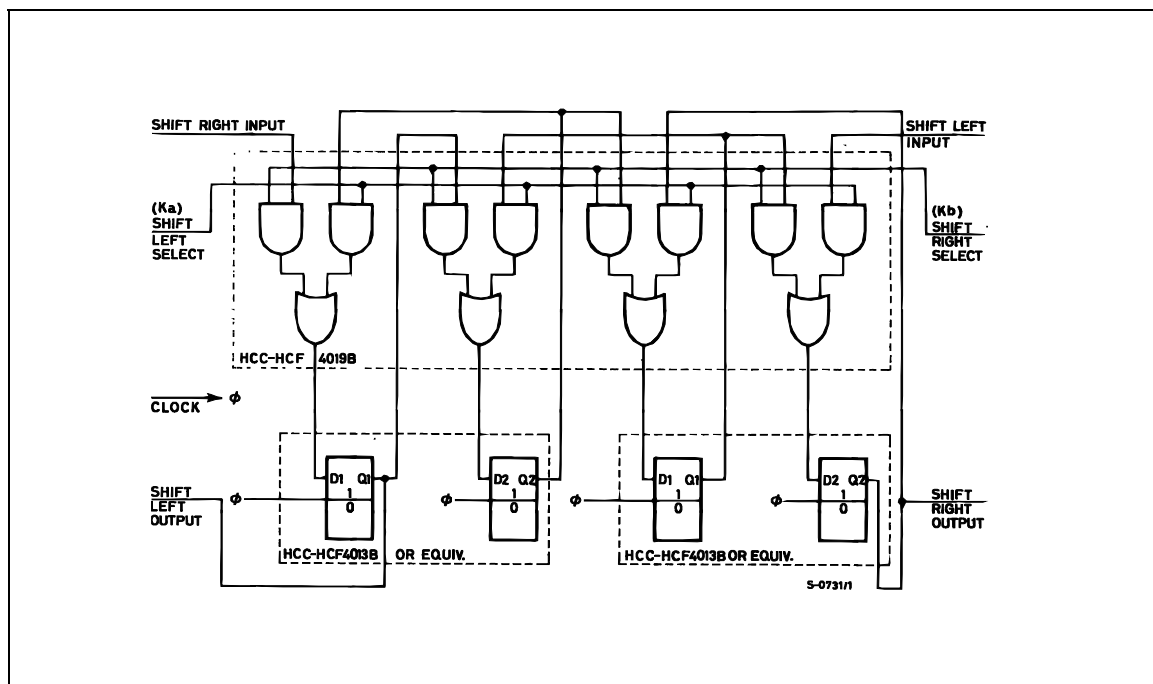 SHIFT RIGHT INPUT
SHIFT LEFT
INPUT
(Ka)
SHIFT
LEFT
SELECT
(Kb)
SHIFT
RIGHT
SELECT
HCC-HCF 4019B
CLOCK
ϕ
D1 Q1
1
0
D2 Q2
1
0
D1 Q1
1
0
D2 Q2
1
0
SHIFT
LEFT
OUTPUT
ϕ
ϕ
ϕ
ϕ
SHIFT
RIGHT
OUTPUT
HCC-HCF4013B OR EQUIV.
HCC-HCF4013B OR EQUIV.
S-0731/1